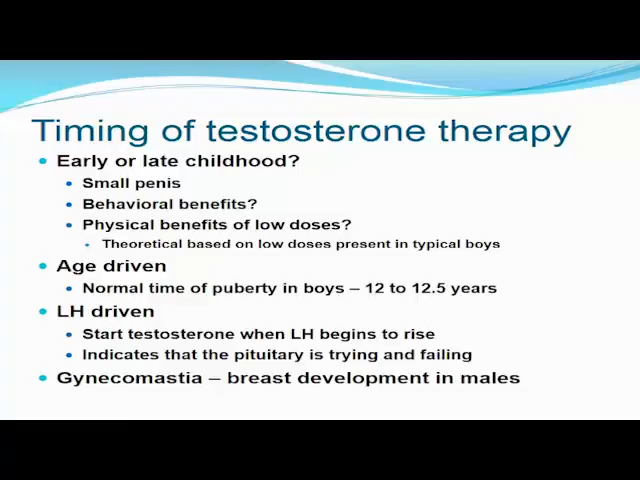 Timing of testosterone therapy
• Early or late childhood?
• Small penis
• Behavioral benefits?
• Physical benefits of low doses?
• Theoretical based on low doses present in typical boys
• Age driven
• Normal time of puberty in boys – 12 to 12.5 years
• LH driven
• Start testosterone when LH begins to rise
• Indicates that the pituitary is trying and failing
• Gynecomastia – breast development in males